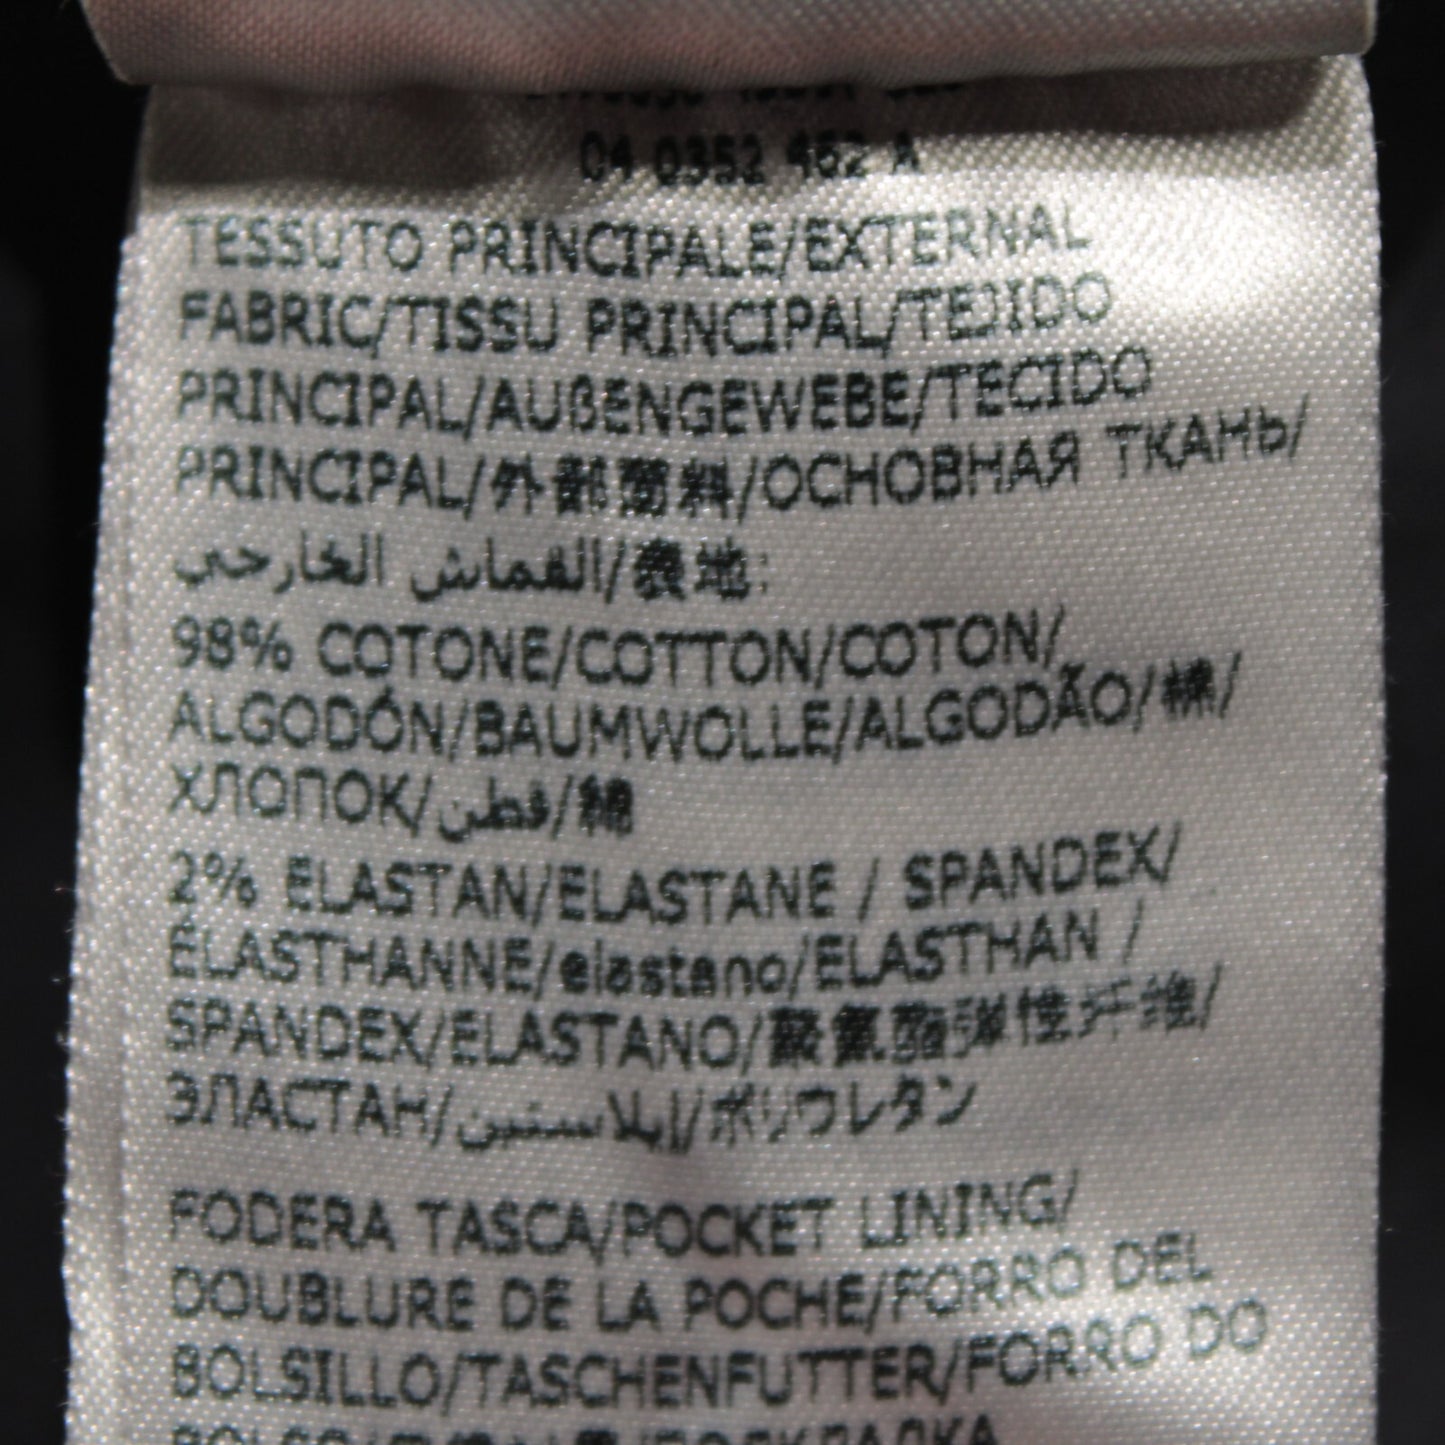 04 0352 462 A
TESSUTO PRINCIPALE/EXTERNAL
FABRIC/TISSU PRINCIPAL/TEJIDO
PRINCIPAL/AUßENGEWEBE/TECIDO
PRINCIPAL/外部面料/ОСНОВНАЯ ТКАНЬ/
القماش الخارجي/表地:
98% COTONE/COTTON/COTON/
ALGODÓN/BAUMWOLLE/ALGODÃO/棉/
ХЛОПОК/قطن/綿
2% ELASTAN/ELASTANE / SPANDEX/
ÉLASTHANNE/elastano/ELASTHAN /
SPANDEX/ELASTANO/聚氨酯弹性纤维/
ЭЛАСТАН/إيلاستين/ポリウレタン
FODERA TASCA/POCKET LINING/
DOUBLURE DE LA POCHE/FORRO DEL
BOLSILLO/TASCHENFUTTER/FORRO DO